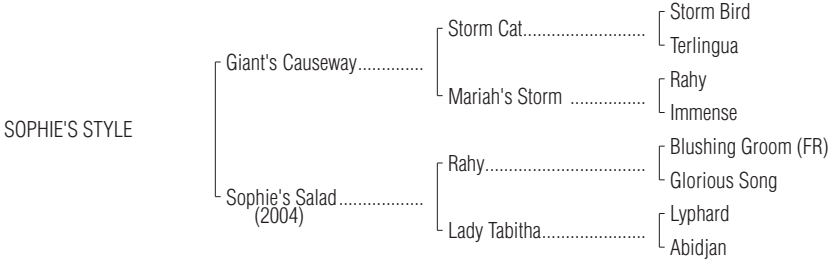 SOPHIE'S STYLE
Giant's Causeway..............
Sophie's Salad..................
(2004)
Storm Cat..........................
Mariah's Storm ................
Rahy..................................
Lady Tabitha......................
Storm Bird
Terlingua
Rahy
Immense
Blushing Groom (FR)
Glorious Song
Lyphard
Abidjan